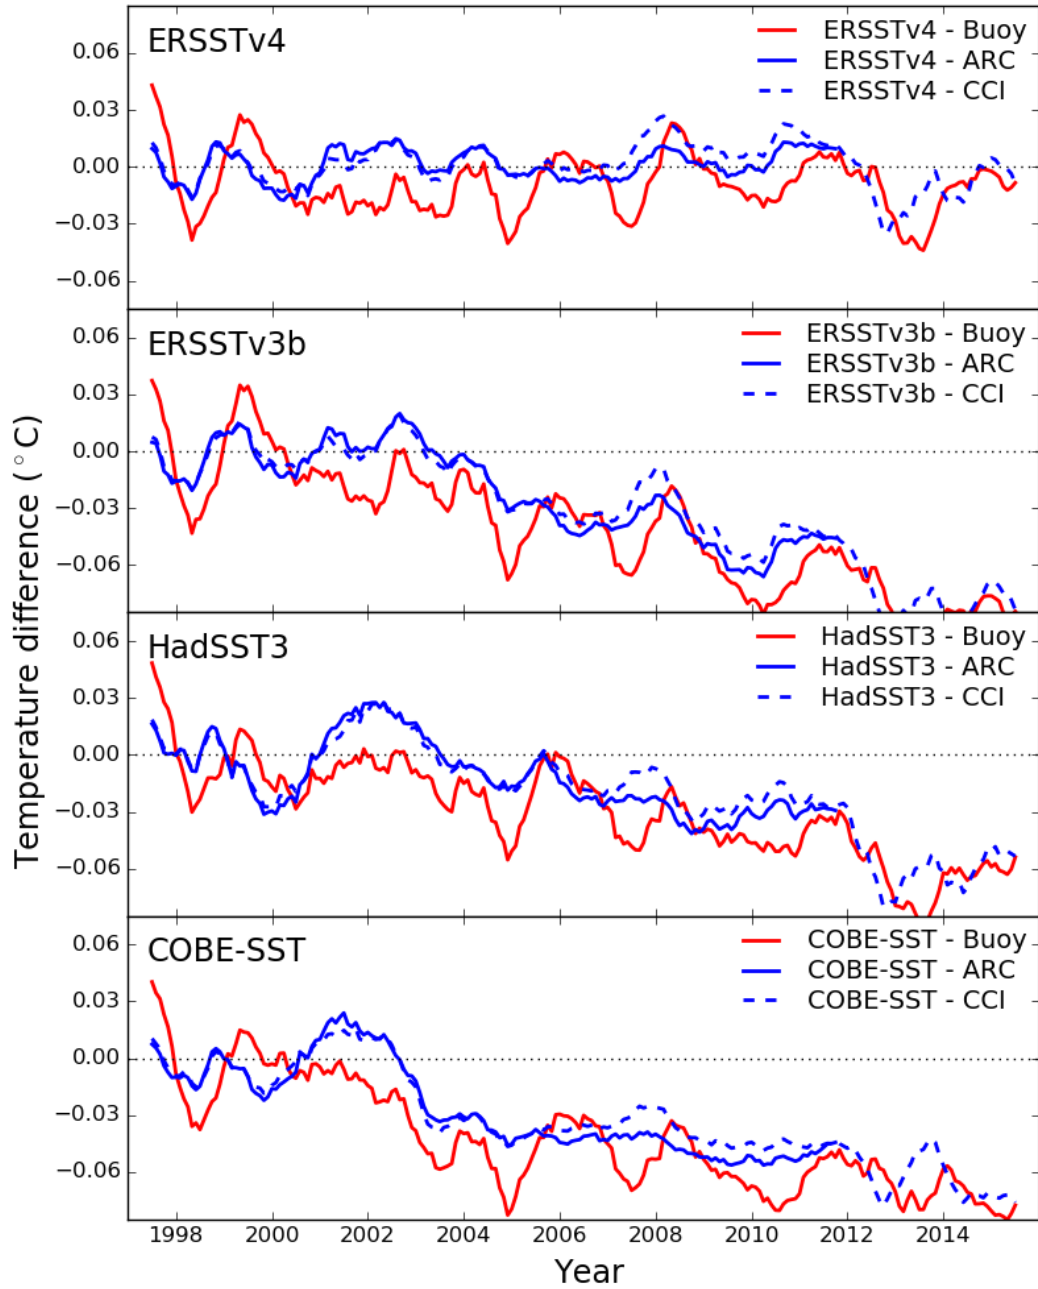 ERSSTv4
ERSSTv4 - Buoy
ERSSTv4 - ARC
ERSSTv4 - CCI
0.06
0.03
0.00
−0.03
−0.06
ERSSTv3b
ERSSTv3b - Buoy
ERSSTv3b - ARC
ERSSTv3b - CCI
0.06
0.03
0.00
−0.03
−0.06
HadSST3
HadSST3 - Buoy
HadSST3 - ARC
HadSST3 - CCI
0.06
0.03
0.00
−0.03
−0.06
COBE-SST
COBE-SST - Buoy
COBE-SST - ARC
COBE-SST - CCI
0.06
0.03
0.00
−0.03
−0.06
Temperature difference (°C)
1998 2000 2002 2004 2006 2008 2010 2012 2014
Year